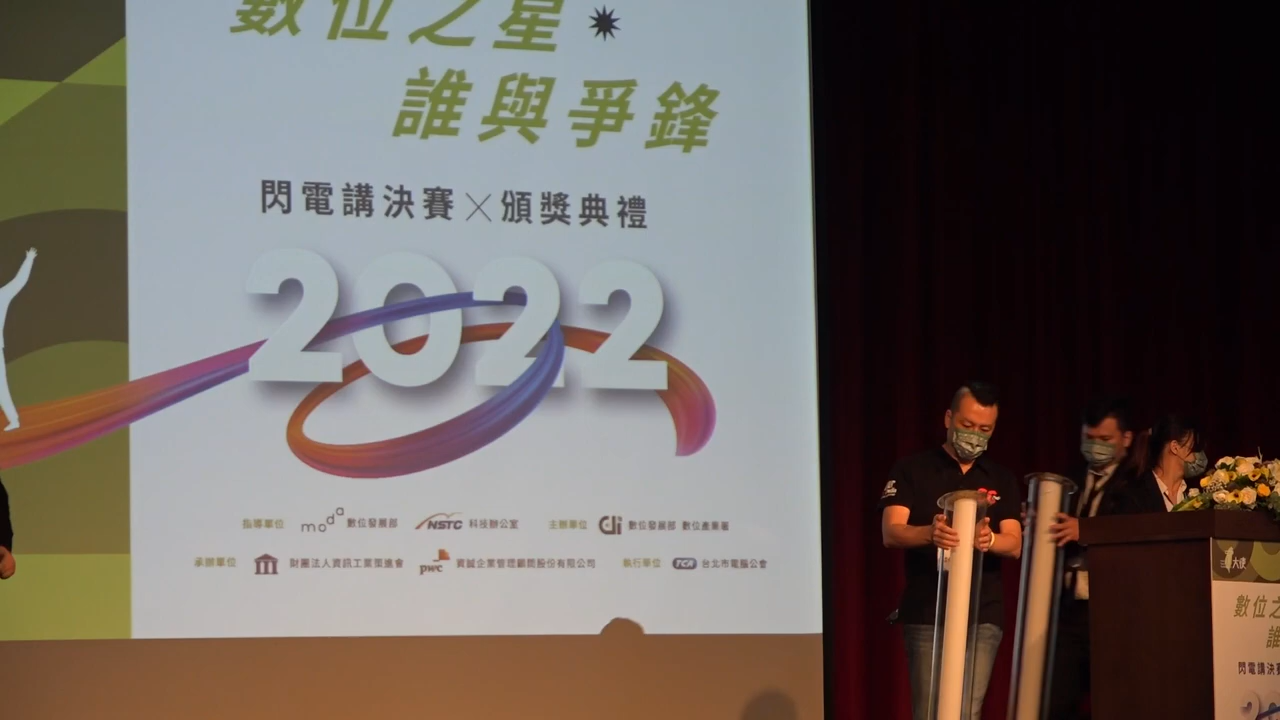 數位之星
誰與爭鋒
閃電講決賽×頒獎典禮
2022
指導單位 moda 數位發展部 NSTC 科技辦公室 主辦單位 adi 數位發展部 數位產業署
承辦單位 財團法人資訊工業策進會 pwc 資誠企業管理顧問股份有限公司 執行單位 TCA 台北市電腦公會
大使
數位之
誰
閃電講決賽